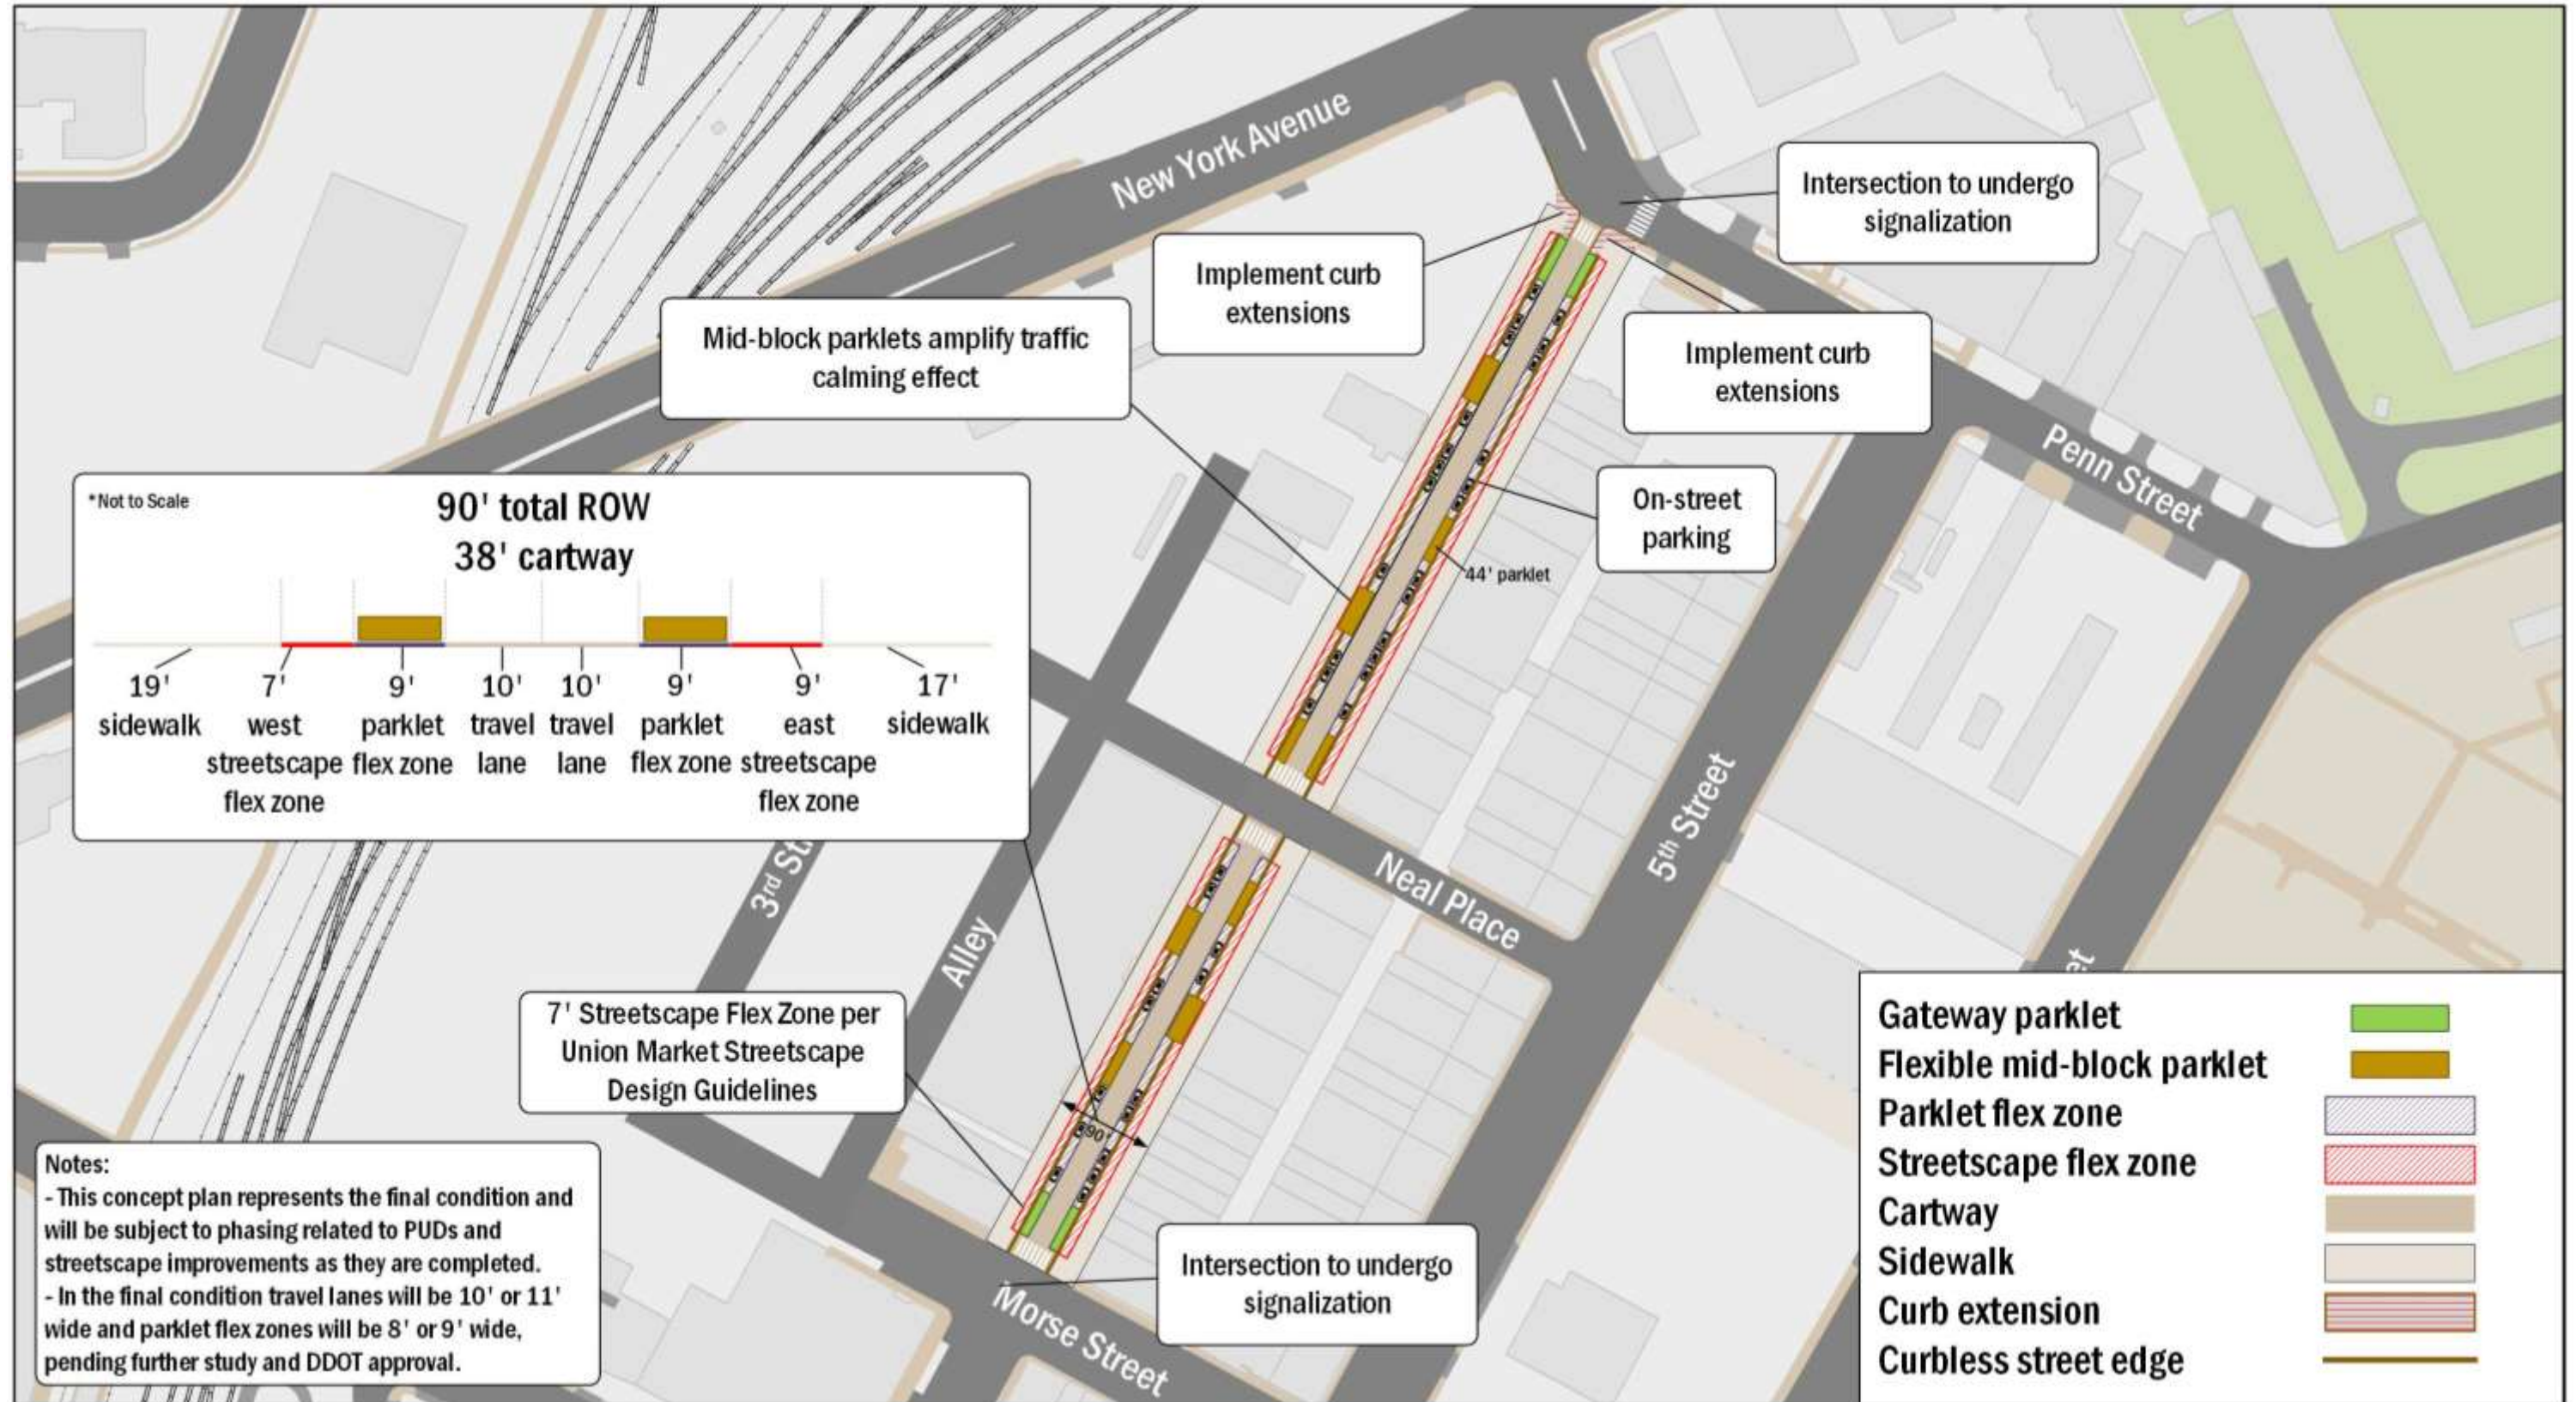 New York Avenue
Intersection to undergo
signalization
Implement curb
extensions
Mid-block parklets amplify traffic
calming effect
Implement curb
extensions
Penn Street
On-street
parking
44' parklet
*Not to Scale
90' total ROW
38' cartway
19'
sidewalk
7'
west
streetscape
flex zone
9'
parklet
flex zone
10'
travel
lane
10'
travel
lane
9'
parklet
flex zone
9'
east
streetscape
flex zone
17'
sidewalk
5th Street
3rd St
Alley
Neal Place
et
7' Streetscape Flex Zone per
Union Market Streetscape
Design Guidelines
90'
Intersection to undergo
signalization
Morse Street
Notes:
- This concept plan represents the final condition and
will be subject to phasing related to PUDs and
streetscape improvements as they are completed.
- In the final condition travel lanes will be 10' or 11'
wide and parklet flex zones will be 8' or 9' wide,
pending further study and DDOT approval.
Gateway parklet
Flexible mid-block parklet
Parklet flex zone
Streetscape flex zone
Cartway
Sidewalk
Curb extension
Curbless street edge